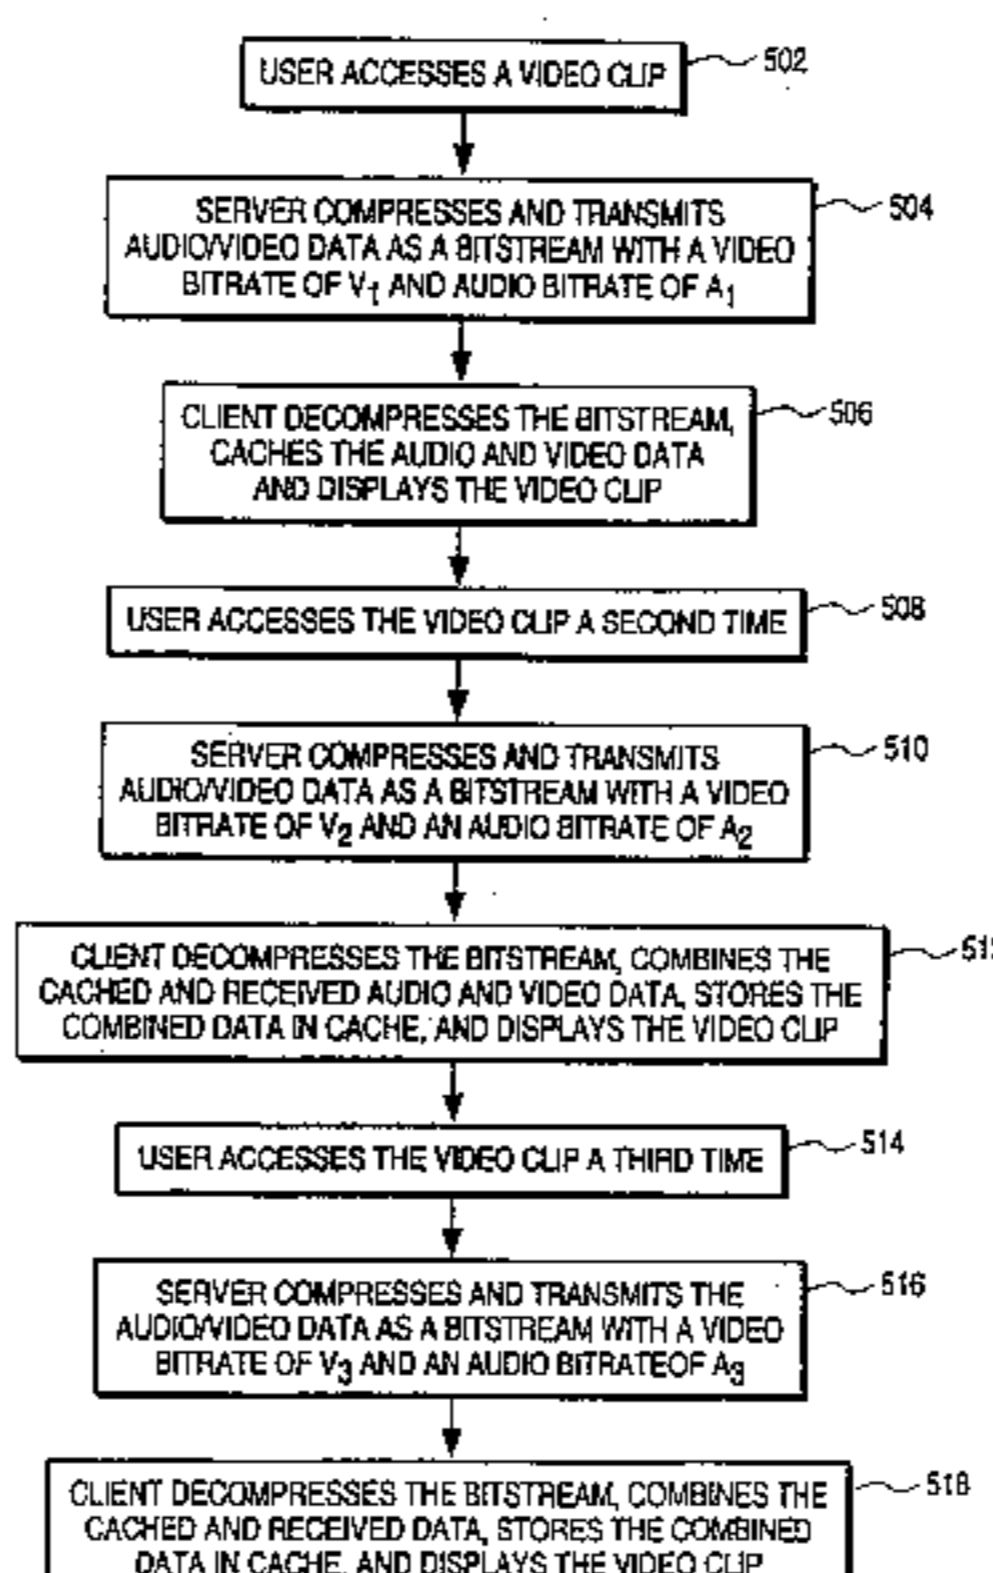 USER ACCESSES A VIDEO CLIP
502
SERVER COMPRESSES AND TRANSMITS
AUDIO/VIDEO DATA AS A BITSTREAM WITH A VIDEO
BITRATE OF V1 AND AUDIO BITRATE OF A1
504
CLIENT DECOMPRESSES THE BITSTREAM,
CACHES THE AUDIO AND VIDEO DATA
AND DISPLAYS THE VIDEO CLIP
506
USER ACCESSES THE VIDEO CLIP A SECOND TIME
508
SERVER COMPRESSES AND TRANSMITS
AUDIO/VIDEO DATA AS A BITSTREAM WITH A VIDEO
BITRATE OF V2 AND AN AUDIO BITRATE OF A2
510
CLIENT DECOMPRESSES THE BITSTREAM, COMBINES THE
CACHED AND RECEIVED AUDIO AND VIDEO DATA, STORES THE
COMBINED DATA IN CACHE, AND DISPLAYS THE VIDEO CLIP
USER ACCESSES THE VIDEO CLIP A THIRD TIME
514
SERVER COMPRESSES AND TRANSMITS THE
AUDIO/VIDEO DATA AS A BITSTREAM WITH A VIDEO
BITRATE OF V3 AND AN AUDIO BITRATEOF A3
516
CLIENT DECOMPRESSES THE BITSTREAM, COMBINES THE
CACHED AND RECEIVED DATA, STORES THE COMBINED
DATA IN CACHE, AND DISPLAYS THE VIDEO CLIP
518